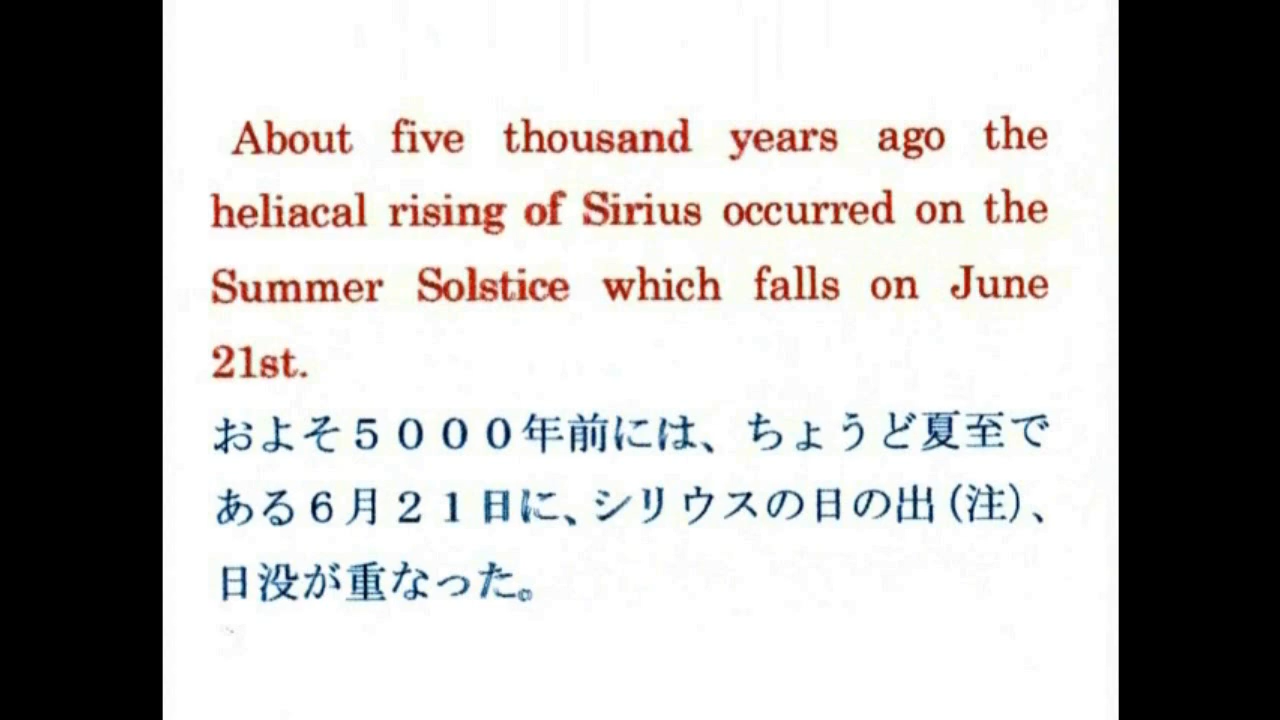 About five thousand years ago the
heliacal rising of Sirius occurred on the
Summer Solstice which falls on June
21st.
およそ5000年前には、ちょうど夏至で
ある6月21日に、シリウスの日の出(注)、
日没が重なった。